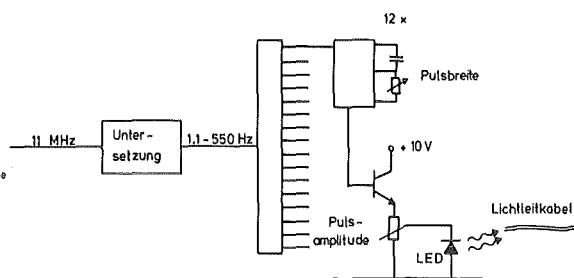 12 x
Pulsbreite
11 MHz
Unter-
setzung
1,1 - 550 Hz
+ 10 V
e
Puls-
amplitude
Lichtleitkabel
LED